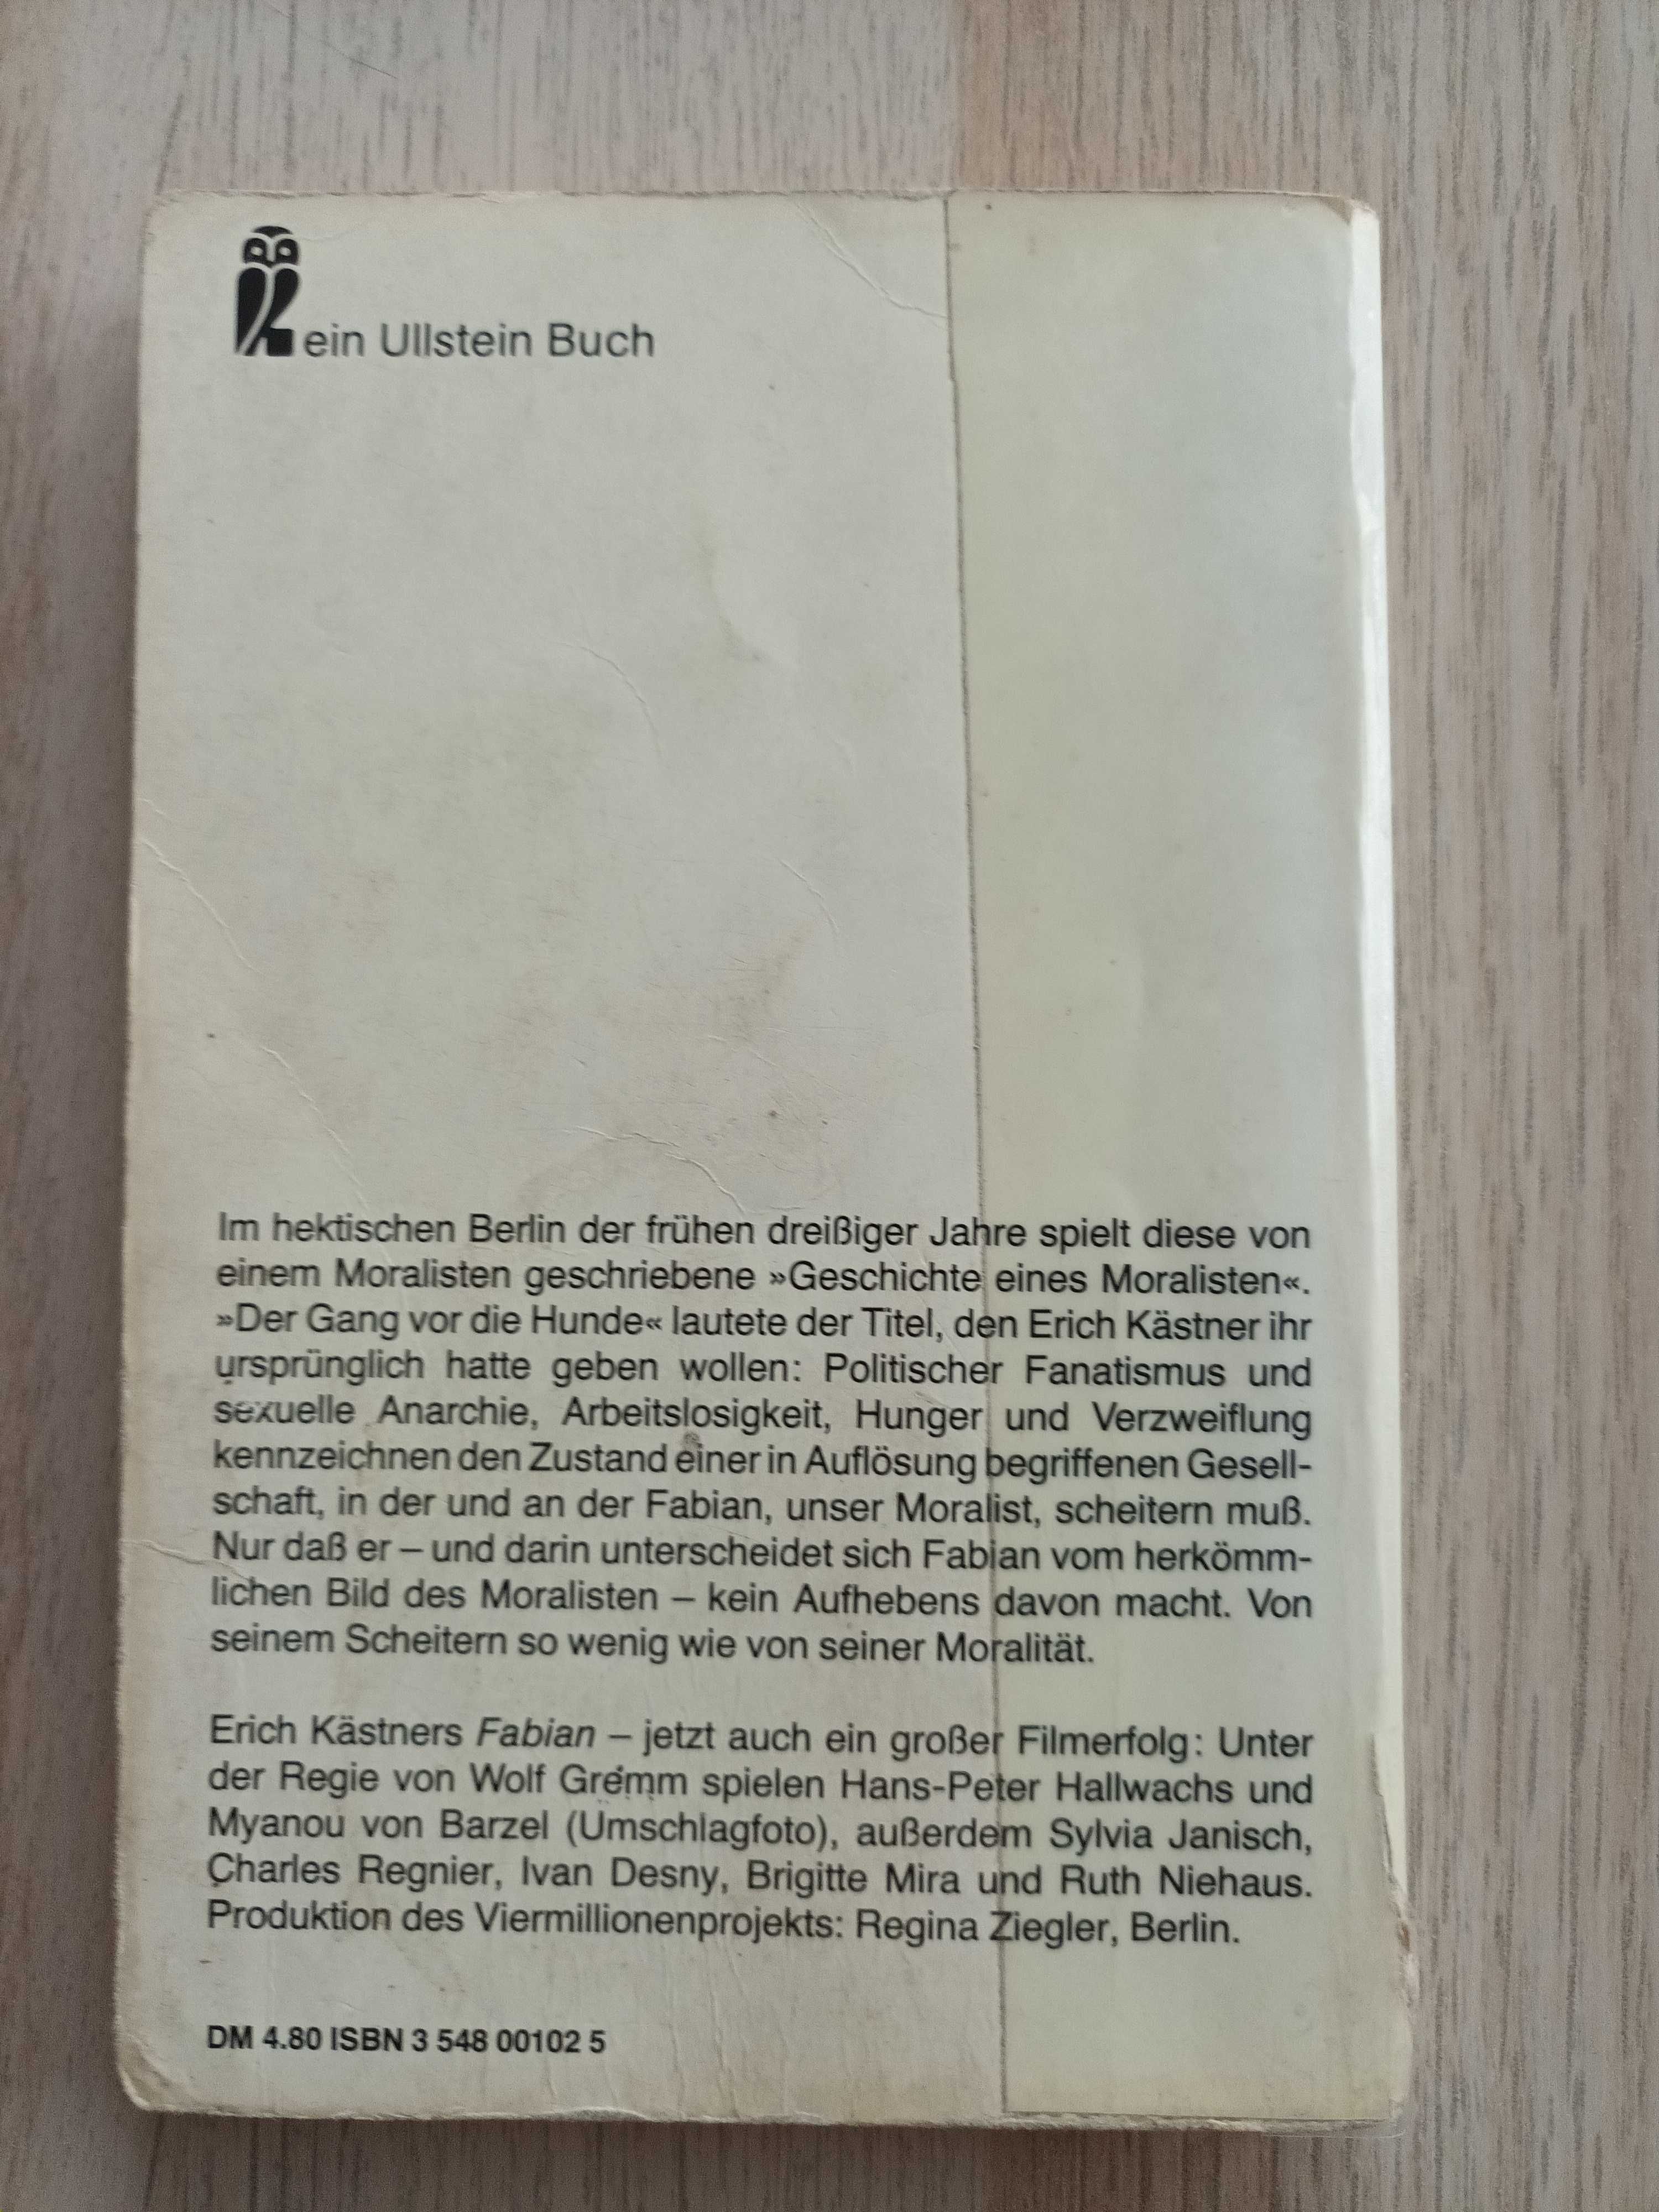 ein Ullstein Buch
Im hektischen Berlin der frühen dreißiger Jahre spielt diese von
einem Moralisten geschriebene »Geschichte eines Moralisten«.
»Der Gang vor die Hunde« lautete der Titel, den Erich Kästner ihr
ursprünglich hatte geben wollen: Politischer Fanatismus und
sexuelle Anarchie, Arbeitslosigkeit, Hunger und Verzweiflung
kennzeichnen den Zustand einer in Auflösung begriffenen Gesell-
schaft, in der und an der Fabian, unser Moralist, scheitern muß.
Nur daß er – und darin unterscheidet sich Fabian vom herkömm-
lichen Bild des Moralisten – kein Aufhebens davon macht. Von
seinem Scheitern so wenig wie von seiner Moralität.
Erich Kästners Fabian – jetzt auch ein großer Filmerfolg: Unter
der Regie von Wolf Gremm spielen Hans-Peter Hallwachs und
Myanou von Barzel (Umschlagfoto), außerdem Sylvia Janisch,
Charles Regnier, Ivan Desny, Brigitte Mira und Ruth Niehaus.
Produktion des Viermillionenprojekts: Regina Ziegler, Berlin.
DM 4.80 ISBN 3 548 00102 5